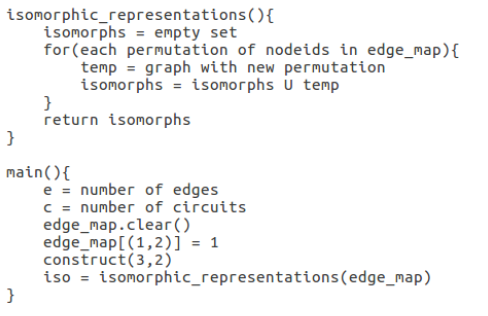 isomorphic_representations(){
    isomorphs = empty set
    for(each permutation of nodeids in edge_map){
        temp = graph with new permutation
        isomorphs = isomorphs U temp
    }
    return isomorphs
}

main(){
    e = number of edges
    c = number of circuits
    edge_map.clear()
    edge_map[(1,2)] = 1
    construct(3,2)
    iso = isomorphic_representations(edge_map)
}